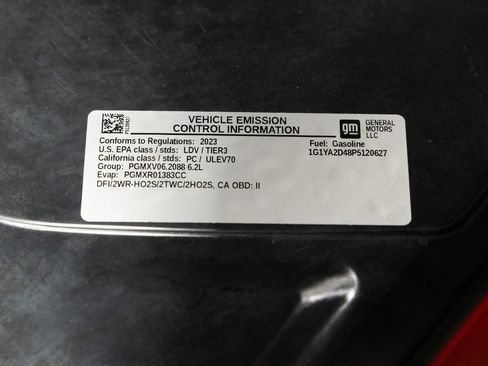 VEHICLE EMISSION
CONTROL INFORMATION
gm GENERAL
MOTORS
LLC
Conforms to Regulations: 2023
Fuel: Gasoline
U.S. EPA class / stds: LDV / TIER3
1G1YA2D48P5120627
California class / stds: PC / ULEV70
Group: PGMXV06.2088 6.2L
Evap: PGMXR01383CC
DFI/2WR-HO2S/2TWC/2HO2S, CA OBD: II